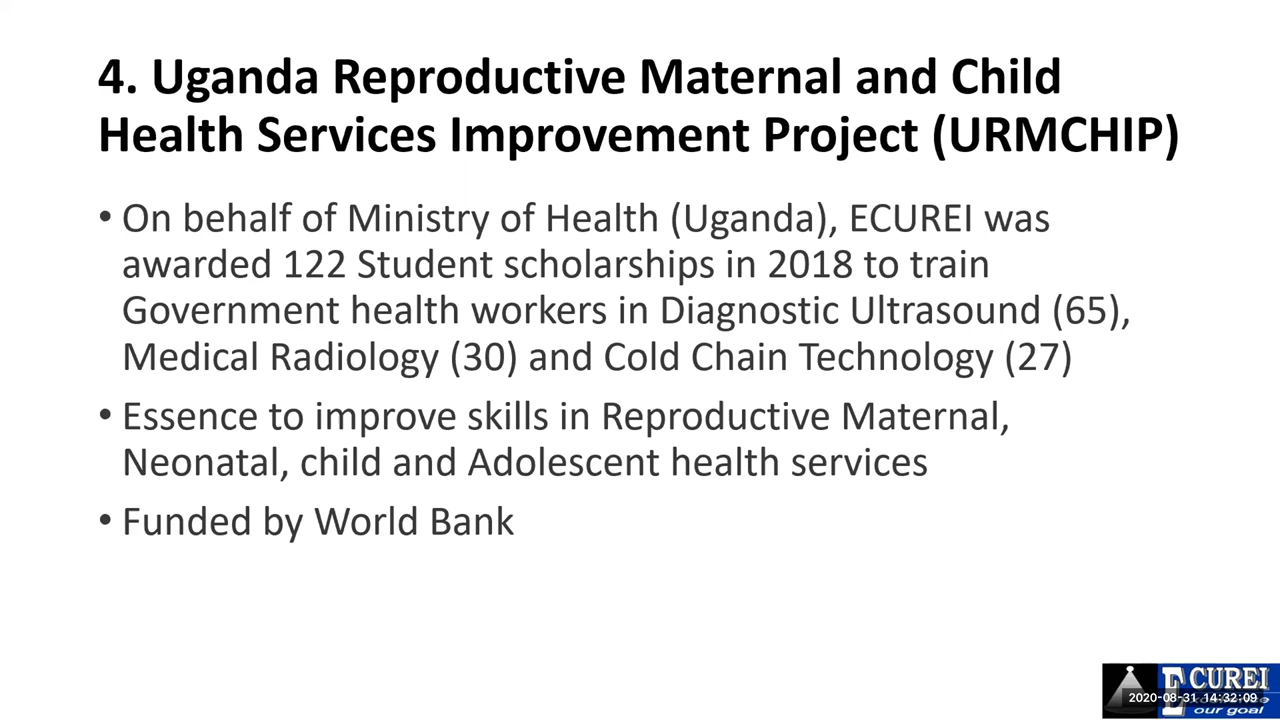 4. Uganda Reproductive Maternal and Child
Health Services Improvement Project (URMCHIP)
• On behalf of Ministry of Health (Uganda), ECUREI was
awarded 122 Student scholarships in 2018 to train
Government health workers in Diagnostic Ultrasound (65),
Medical Radiology (30) and Cold Chain Technology (27)
• Essence to improve skills in Reproductive Maternal,
Neonatal, child and Adolescent health services
• Funded by World Bank
ECUREI
2020-08-31 14:32:09
our goal